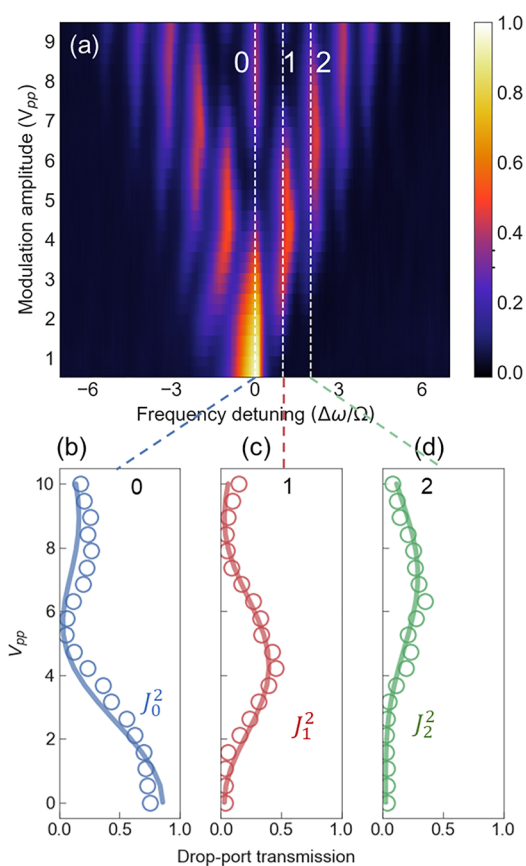 (a)
0 1 2
Modulation amplitude (Vpp)
9
8
7
6
5
4
3
2
1
1.0
0.8
0.6
0.4
0.2
0.0
−6 −3 0 3 6
Frequency detuning (Δω/Ω)
(b) (c) (d)
0 1 2
Vpp
10
8
6
4
2
0
J₀² J₁² J₂²
0.0 0.5 1.0 0.0 0.5 1.0 0.0 0.5 1.0
Drop-port transmission